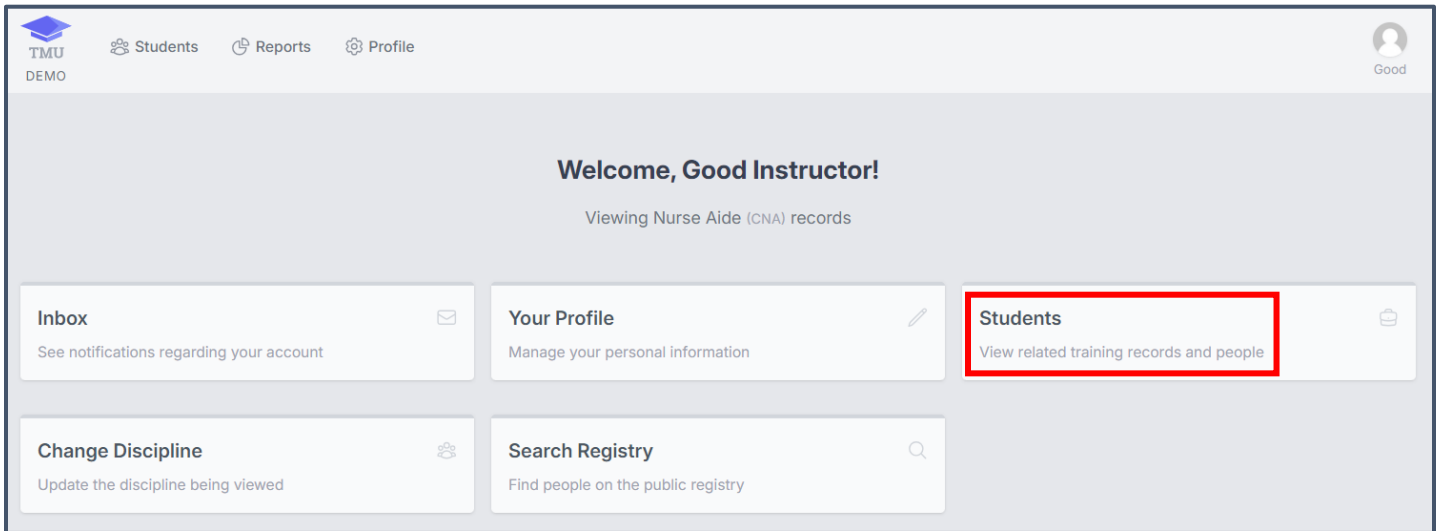 TMU
DEMO
Students
Reports
Profile
Good
Welcome, Good Instructor!
Viewing Nurse Aide (CNA) records
Inbox
See notifications regarding your account
Your Profile
Manage your personal information
Students
View related training records and people
Change Discipline
Update the discipline being viewed
Search Registry
Find people on the public registry